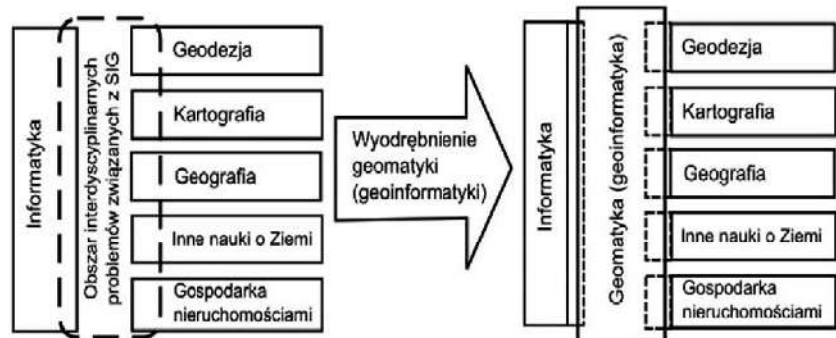 Informatyka
Obszar interdyscyplinarnych
problemów związanych z SIG
Geodezja
Kartografia
Geografia
Inne nauki o Ziemi
Gospodarka
nieruchomościami
Wyodrębnienie
geomatyki
(geoinformatyki)
Informatyka
Geomatyka (geoinformatyka)
Geodezja
Kartografia
Geografia
Inne nauki o Ziemi
Gospodarka
nieruchomościami